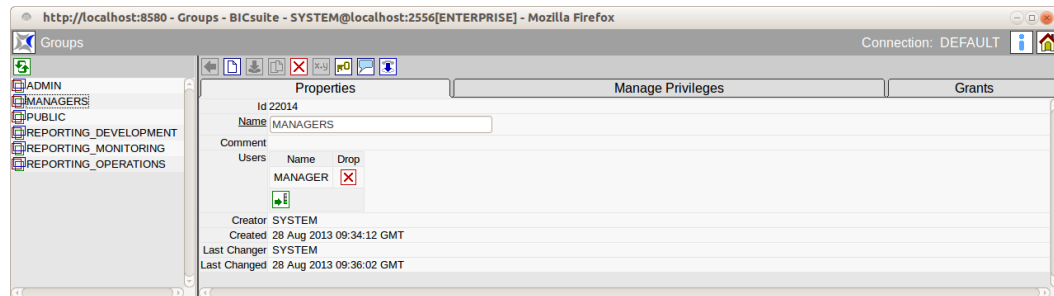 http://localhost:8580 - Groups - BICsuite - SYSTEM@localhost:2556[ENTERPRISE] - Mozilla Firefox
Groups
Connection: DEFAULT
ADMIN
MANAGERS
PUBLIC
REPORTING_DEVELOPMENT
REPORTING_MONITORING
REPORTING_OPERATIONS
x.y
Properties
Manage Privileges
Grants
Id 22014
Name MANAGERS
Comment
Users Name Drop
MANAGER
Creator SYSTEM
Created 28 Aug 2013 09:34:12 GMT
Last Changer SYSTEM
Last Changed 28 Aug 2013 09:36:02 GMT